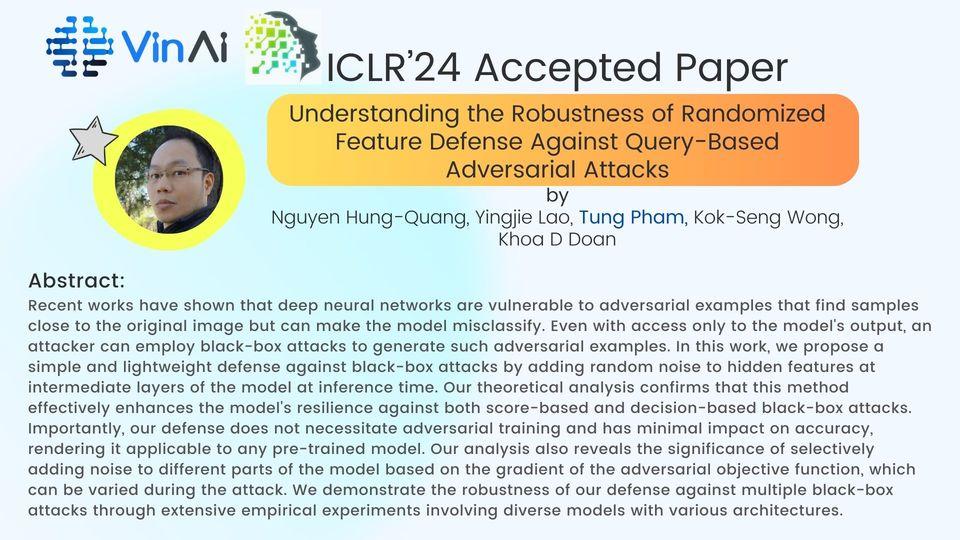 VinAi
ICLR'24 Accepted Paper
Understanding the Robustness of Randomized
Feature Defense Against Query-Based
Adversarial Attacks
by
Nguyen Hung-Quang, Yingjie Lao, Tung Pham, Kok-Seng Wong,
Khoa D Doan
Abstract:
Recent works have shown that deep neural networks are vulnerable to adversarial examples that find samples
close to the original image but can make the model misclassify. Even with access only to the model's output, an
attacker can employ black-box attacks to generate such adversarial examples. In this work, we propose a
simple and lightweight defense against black-box attacks by adding random noise to hidden features at
intermediate layers of the model at inference time. Our theoretical analysis confirms that this method
effectively enhances the model's resilience against both score-based and decision-based black-box attacks.
Importantly, our defense does not necessitate adversarial training and has minimal impact on accuracy,
rendering it applicable to any pre-trained model. Our analysis also reveals the significance of selectively
adding noise to different parts of the model based on the gradient of the adversarial objective function, which
can be varied during the attack. We demonstrate the robustness of our defense against multiple black-box
attacks through extensive empirical experiments involving diverse models with various architectures.